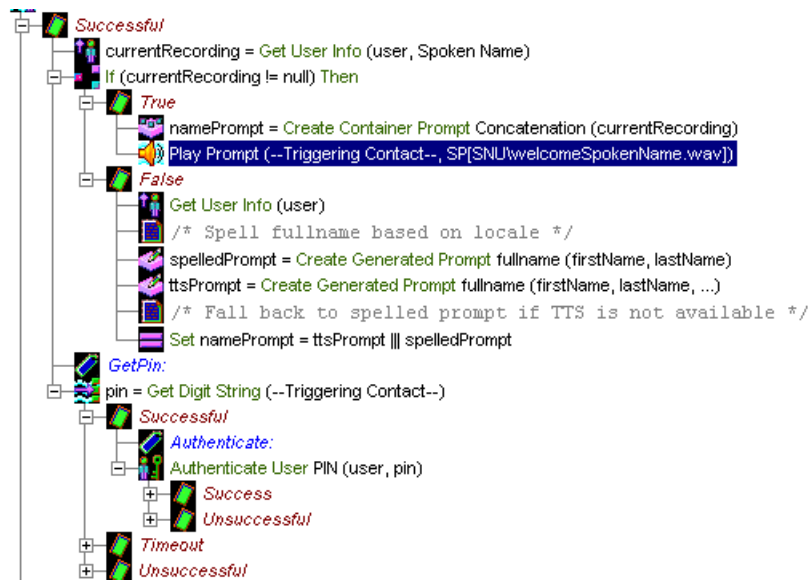 Successful
currentRecording = Get User Info (user, Spoken Name)
If (currentRecording != null) Then
True
namePrompt = Create Container Prompt Concatenation (currentRecording)
Play Prompt (--Triggering Contact--, SP[SNU\welcomeSpokenName.wav])
False
Get User Info (user)
/* Spell fullname based on locale */
spelledPrompt = Create Generated Prompt fullname (firstName, lastName)
ttsPrompt = Create Generated Prompt fullname (firstName, lastName, ...)
/* Fall back to spelled prompt if TTS is not available */
Set namePrompt = ttsPrompt ||| spelledPrompt
GetPin:
pin = Get Digit String (--Triggering Contact--)
Successful
Authenticate:
Authenticate User PIN (user, pin)
Success
Unsuccessful
Timeout
Unsuccessful